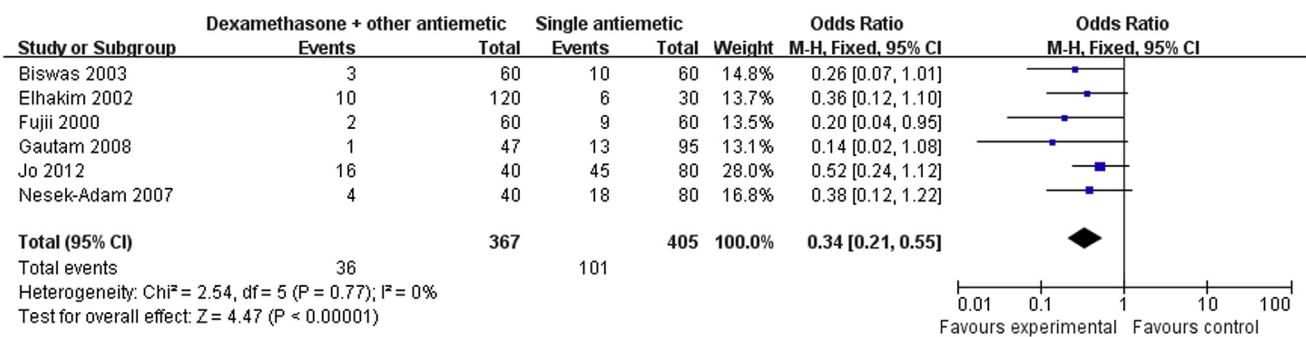 Dexamethasone + other antiemetic Single antiemetic Odds Ratio Odds Ratio
Study or Subgroup Events Total Events Total Weight M-H, Fixed, 95% CI M-H, Fixed, 95% CI
Biswas 2003 3 60 10 60 14.8% 0.26 [0.07, 1.01]
Elhakim 2002 10 120 6 30 13.7% 0.36 [0.12, 1.10]
Fujii 2000 2 60 9 60 13.5% 0.20 [0.04, 0.95]
Gautam 2008 1 47 13 95 13.1% 0.14 [0.02, 1.08]
Jo 2012 16 40 45 80 28.0% 0.52 [0.24, 1.12]
Nesek-Adam 2007 4 40 18 80 16.8% 0.38 [0.12, 1.22]
Total (95% CI) 367 405 100.0% 0.34 [0.21, 0.55]
Total events 36 101
Heterogeneity: Chi² = 2.54, df = 5 (P = 0.77); I² = 0%
Test for overall effect: Z = 4.47 (P < 0.00001)
0.01 0.1 1 10 100
Favours experimental Favours control